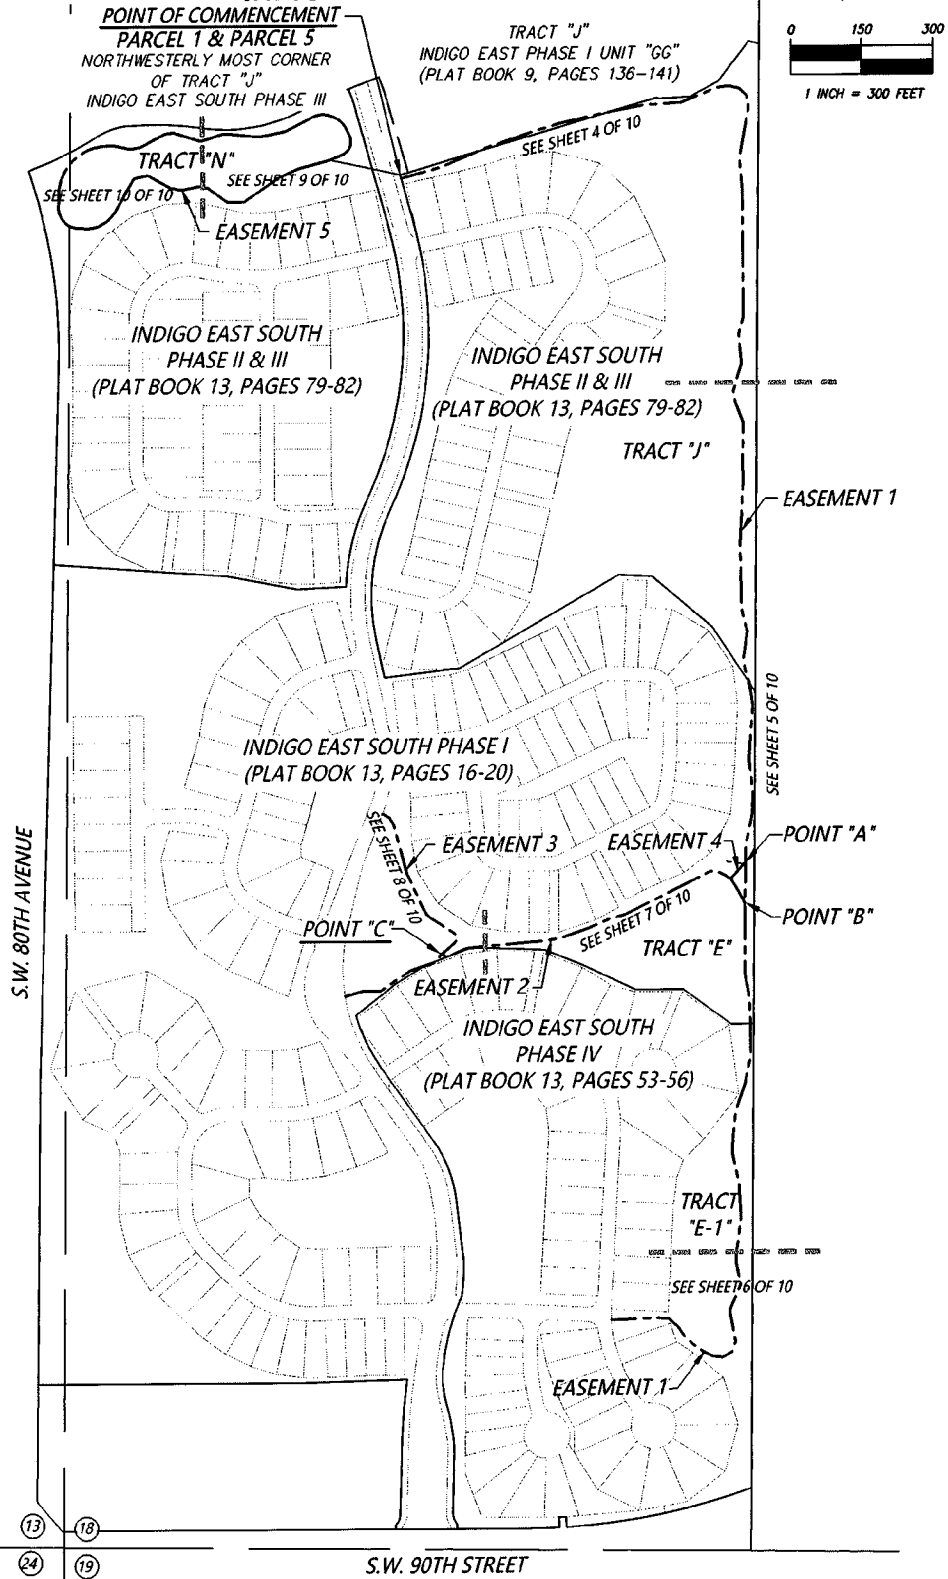 POINT OF COMMENCEMENT
PARCEL 1 & PARCEL 5
NORTHWESTERLY MOST CORNER
OF TRACT "J"
INDIGO EAST SOUTH PHASE III
TRACT "J"
INDIGO EAST PHASE I UNIT "GG"
(PLAT BOOK 9, PAGES 136-141)
0 150 300
1 INCH = 300 FEET
SEE SHEET 4 OF 10
TRACT "N"
SEE SHEET 9 OF 10
SEE SHEET 10 OF 10
EASEMENT 5
INDIGO EAST SOUTH
PHASE II & III
(PLAT BOOK 13, PAGES 79-82)
INDIGO EAST SOUTH
PHASE II & III
(PLAT BOOK 13, PAGES 79-82)
TRACT "J"
EASEMENT 1
SEE SHEET 5 OF 10
INDIGO EAST SOUTH PHASE I
(PLAT BOOK 13, PAGES 16-20)
S.W. 80TH AVENUE
SEE SHEET 8 OF 10
EASEMENT 3
EASEMENT 4
POINT "A"
POINT "B"
POINT "C"
SEE SHEET 7 OF 10
TRACT "E"
EASEMENT 2
INDIGO EAST SOUTH
PHASE IV
(PLAT BOOK 13, PAGES 53-56)
TRACT
"E-1"
SEE SHEET 6 OF 10
EASEMENT 1
13 18
24 19
S.W. 90TH STREET